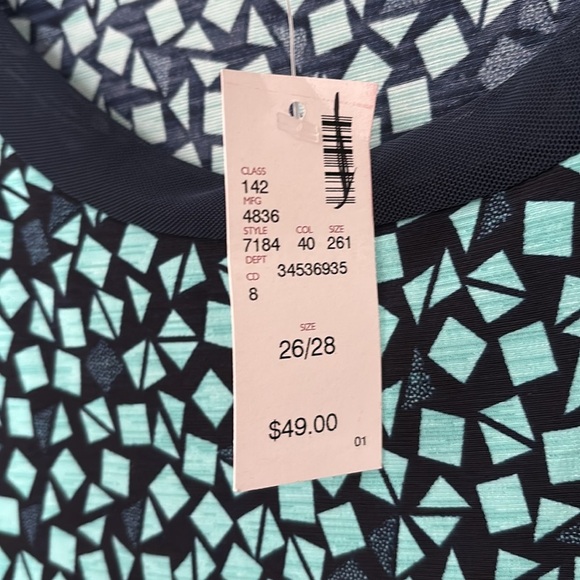 CLASS
142
MFG
4836
STYLE COL SIZE
7184 40 261
DEPT
34536935
CD
8
SIZE
26/28
$49.00
01